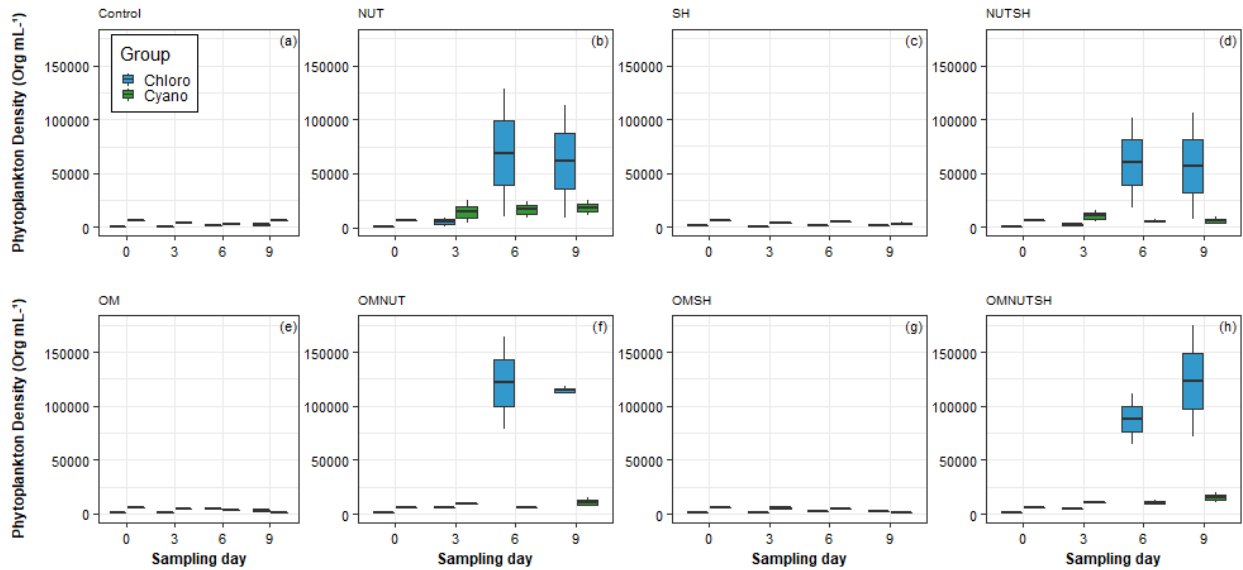 Control
NUT
SH
NUTSH
(a)
(b)
(c)
(d)
Phytoplankton Density (Org mL-¹)
150000
100000
50000
0
Group
Chloro
Cyano
0 3 6 9
150000
100000
50000
0
0 3 6 9
150000
100000
50000
0
0 3 6 9
150000
100000
50000
0
0 3 6 9
OM
OMNUT
OMSH
OMNUTSH
(e)
(f)
(g)
(h)
Phytoplankton Density (Org mL-¹)
150000
100000
50000
0
0 3 6 9
Sampling day
150000
100000
50000
0
0 3 6 9
Sampling day
150000
100000
50000
0
0 3 6 9
Sampling day
150000
100000
50000
0
0 3 6 9
Sampling day